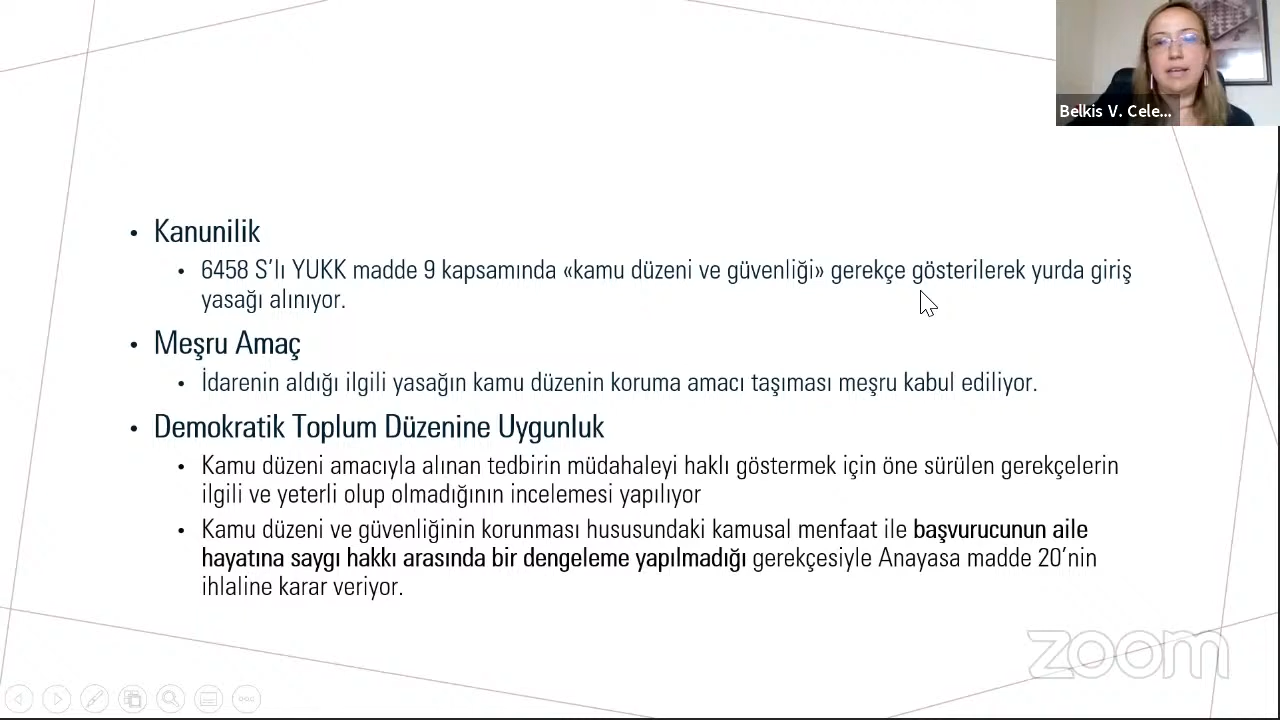 Belkis V. Cele...
• Kanunilik
• 6458 S'lı YUKK madde 9 kapsamında «kamu düzeni ve güvenliği» gerekçe gösterilerek yurda giriş
yasağı alınıyor.
• Meşru Amaç
• İdarenin aldığı ilgili yasağın kamu düzenin koruma amacı taşıması meşru kabul ediliyor.
• Demokratik Toplum Düzenine Uygunluk
• Kamu düzeni amacıyla alınan tedbirin müdahaleyi haklı göstermek için öne sürülen gerekçelerin
ilgili ve yeterli olup olmadığının incelemesi yapılıyor
• Kamu düzeni ve güvenliğinin korunması hususundaki kamusal menfaat ile başvurucunun aile
hayatına saygı hakkı arasında bir dengeleme yapılmadığı gerekçesiyle Anayasa madde 20'nin
ihlaline karar veriyor.
zoom